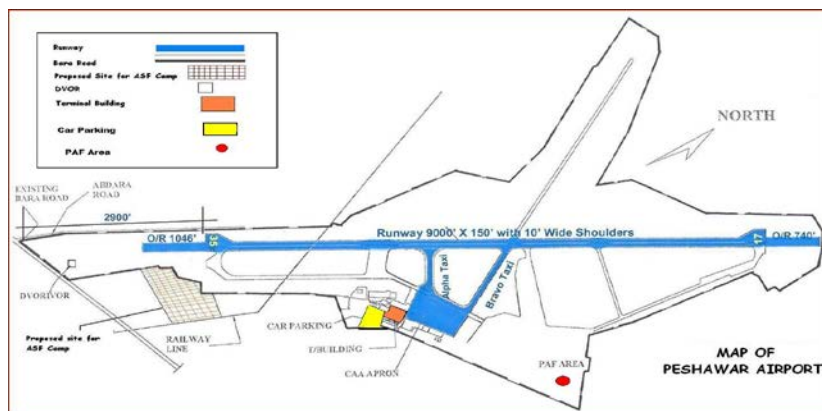 Runway
Bara Road
Proposed Site for ASF Camp
DVOR
Terminal Building
Car Parking
PAF Area
NORTH
EXISTING
BARA ROAD
ABDARA
ROAD
2900'
O/R 1046'
35
Runway 9000' X 150' with 10' Wide Shoulders
17
O/R 740'
DVORIVOR
Alpha Taxi
Bravo Taxi
Proposed site for
ASF Camp
RAILWAY
LINE
CAR PARKING
T/BUILDING
CAA APRON
PAF AREA
MAP OF
PESHAWAR AIRPORT